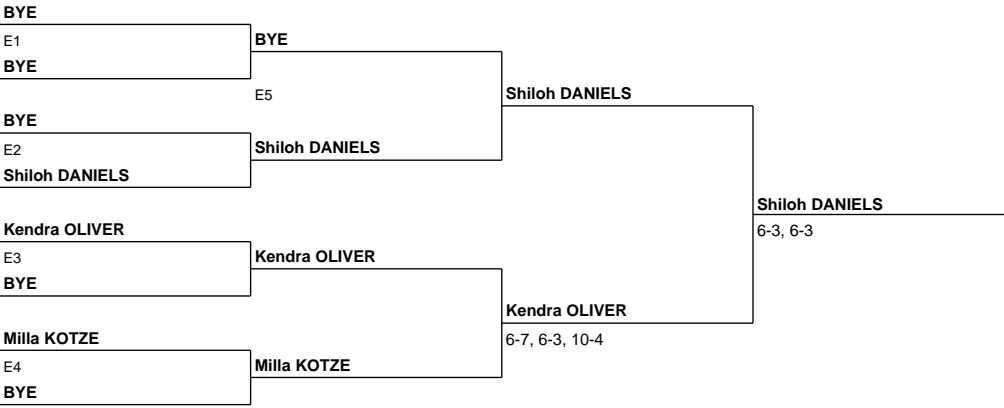 BYE
E1
BYE
BYE
E5
Shiloh DANIELS
BYE
E2
Shiloh DANIELS
Shiloh DANIELS
Shiloh DANIELS
6-3, 6-3
Kendra OLIVER
E3
Kendra OLIVER
BYE
Kendra OLIVER
6-7, 6-3, 10-4
Milla KOTZE
E4
Milla KOTZE
BYE